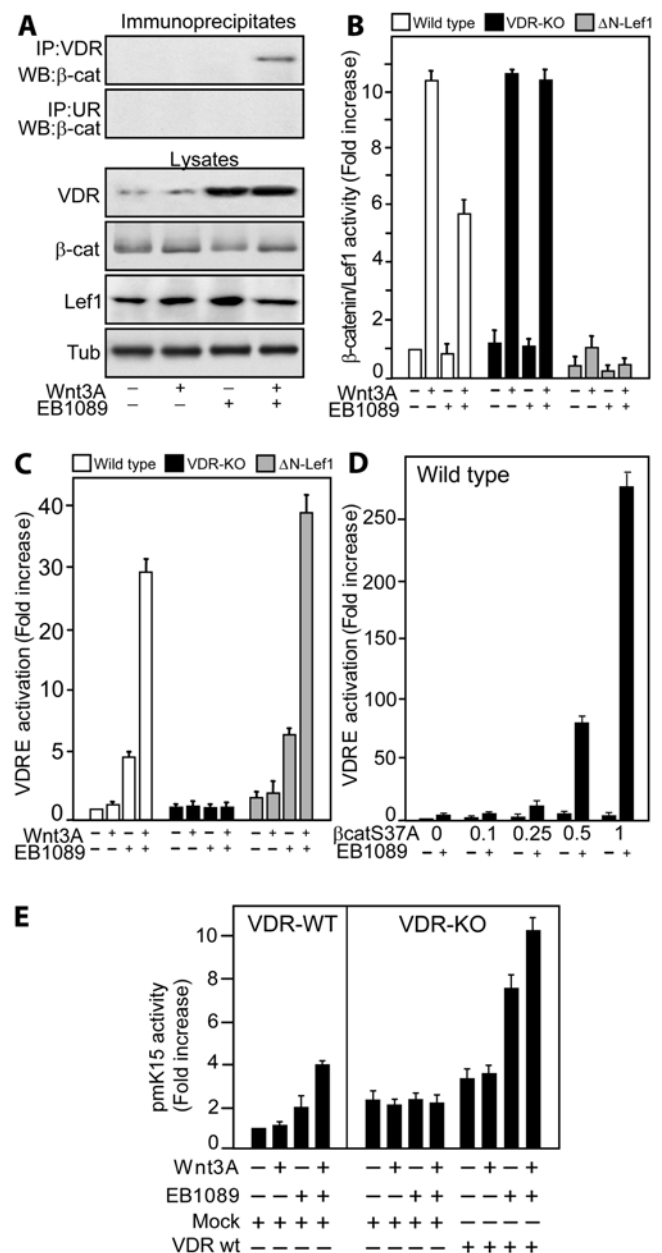 A
Immunoprecipitates
IP:VDR
WB:β-cat
IP:UR
WB:β-cat
Lysates
VDR
β-cat
Lef1
Tub
Wnt3A – + – +
EB1089 – – + +
B
Wild type VDR-KO ΔN-Lef1
β-catenin/Lef1 activity (Fold increase)
10
8
6
4
2
1
0
Wnt3A – + – + – + – + – + – +
EB1089 – – + + – – + + – – + +
C
Wild type VDR-KO ΔN-Lef1
VDRE activation (Fold increase)
40
30
20
10
5
0
Wnt3A – + – + – + – + – + – +
EB1089 – – + + – – + + – – + +
D
Wild type
VDRE activation (Fold increase)
250
200
150
100
50
0
βcatS37A 0 0.1 0.25 0.5 1
EB1089 – + – + – + – + – +
E
VDR-WT VDR-KO
pmK15 activity
(Fold increase)
10
8
6
4
2
0
Wnt3A – + – + – + – + – + – +
EB1089 – – + + – – + + – – + +
Mock + + + + + + + + – – – –
VDR wt – – – – – – – – + + + +